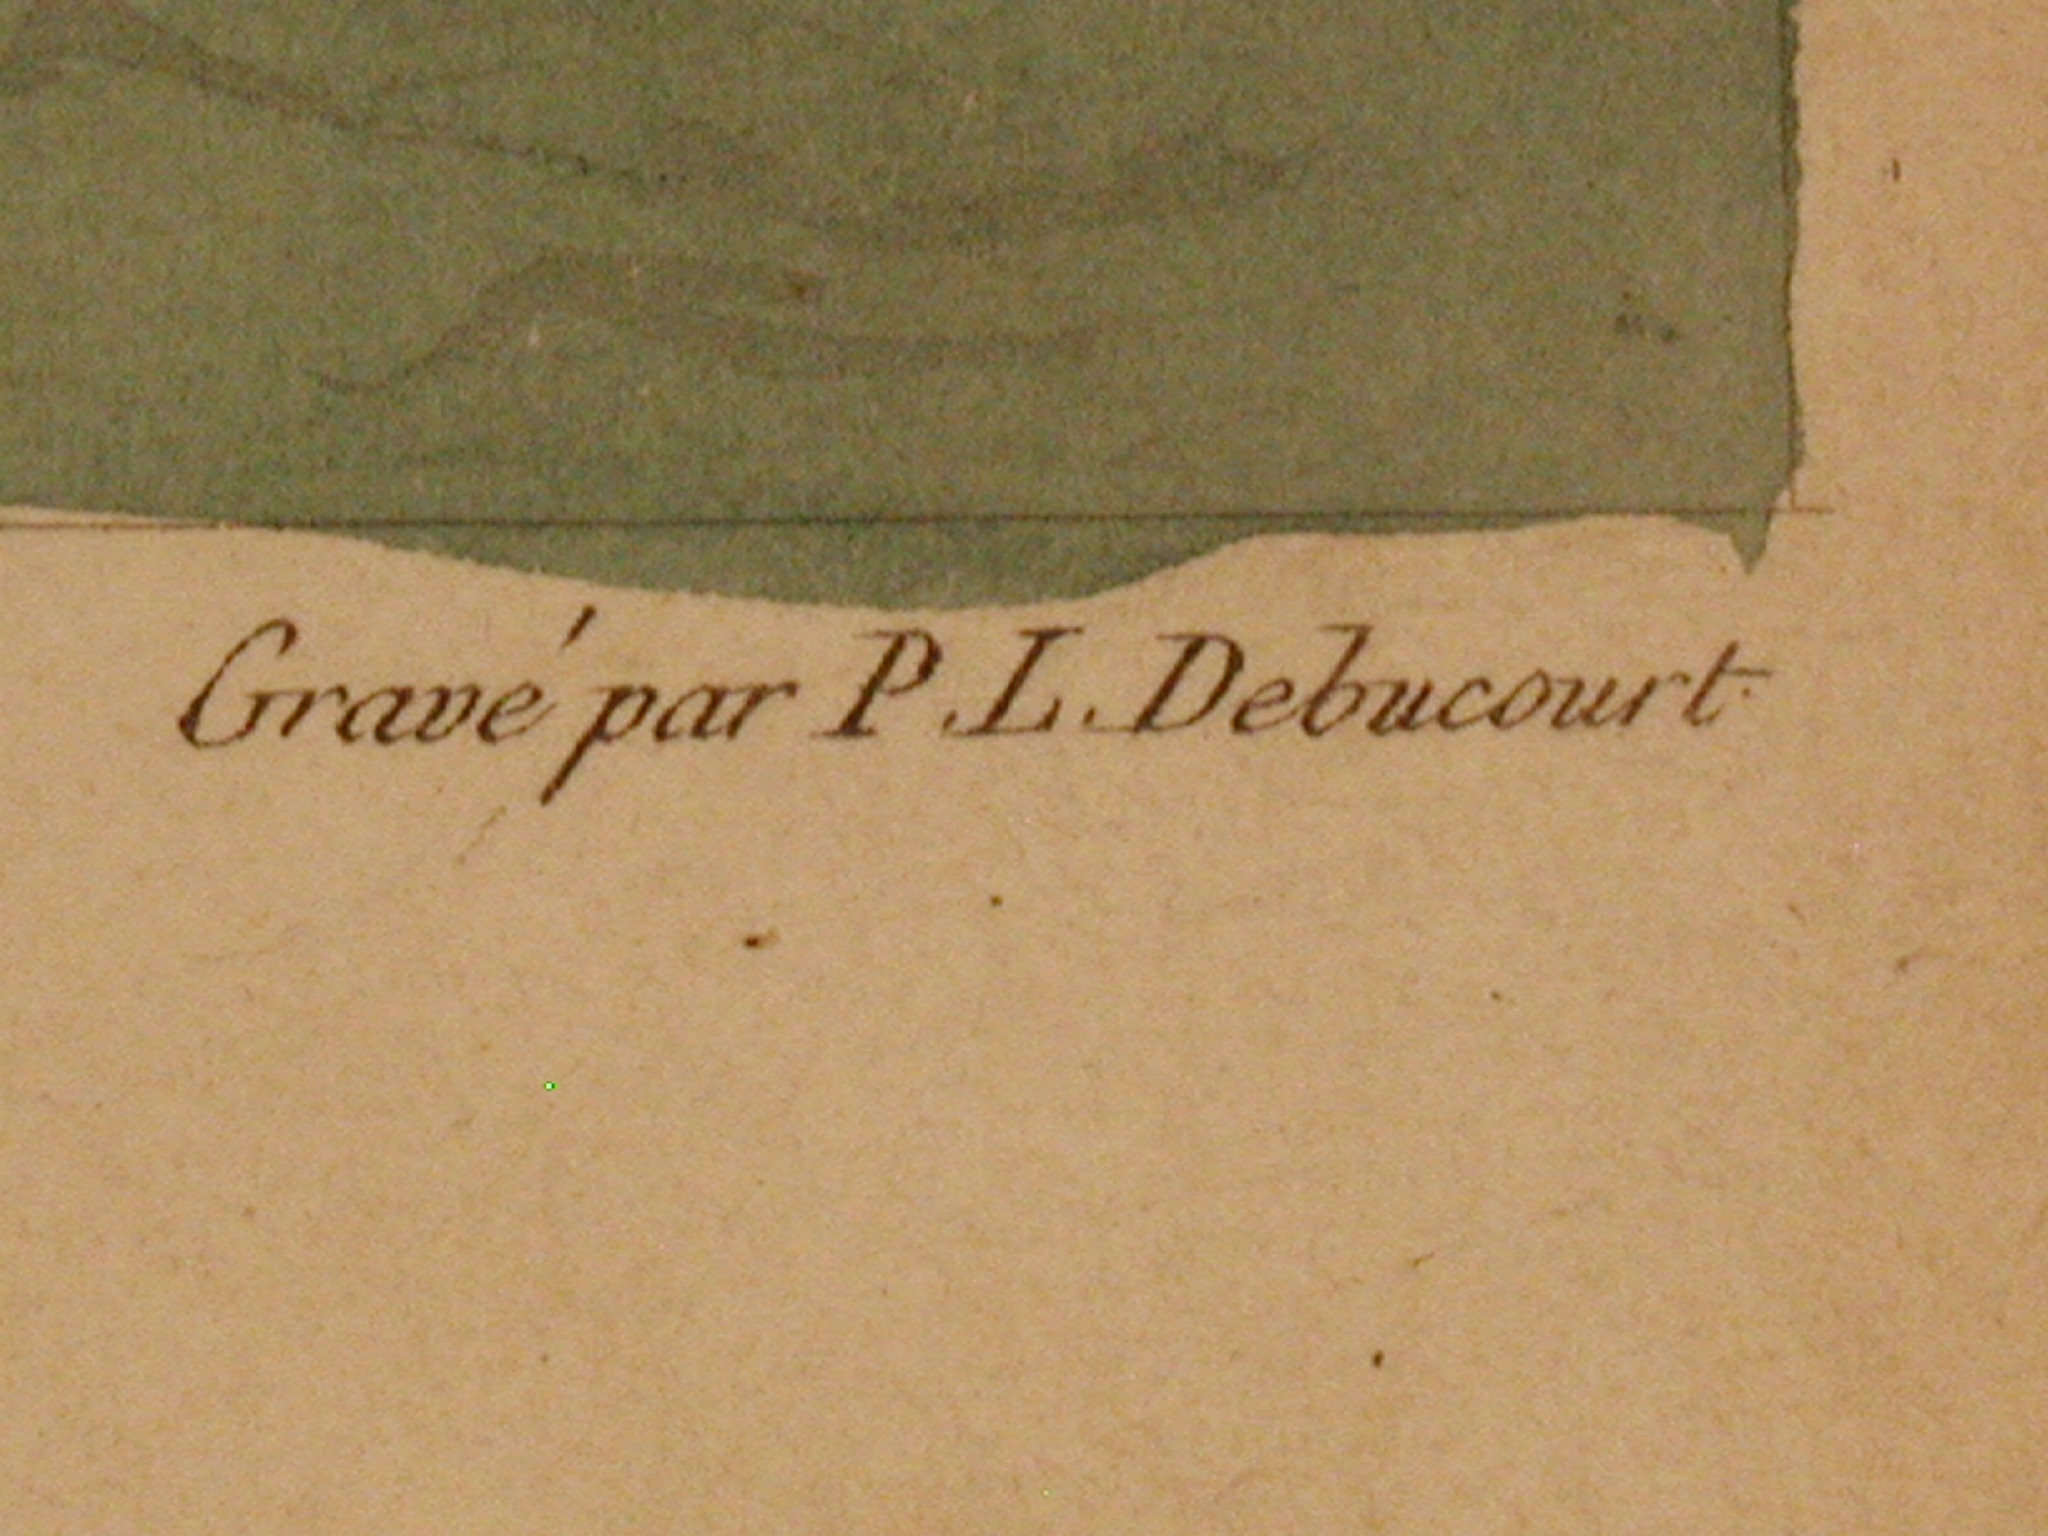 Gravé par P. L. Debucourt.